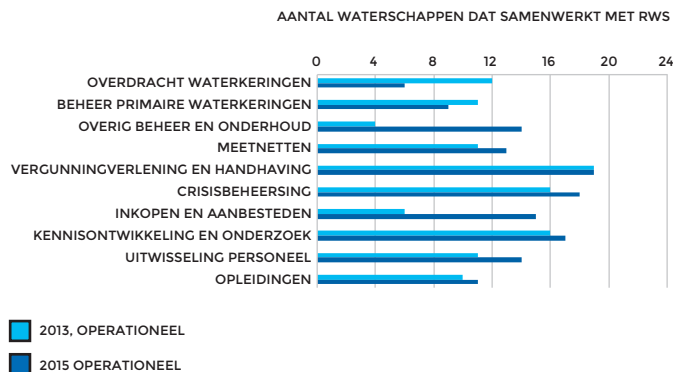 AANTAL WATERSCHAPPEN DAT SAMENWERKT MET RWS
0 4 8 12 16 20 24
OVERDRACHT WATERKERINGEN
BEHEER PRIMAIRE WATERKERINGEN
OVERIG BEHEER EN ONDERHOUD
MEETNETTEN
VERGUNNINGVERLENING EN HANDHAVING
CRISISBEHEERSING
INKOPEN EN AANBESTEDEN
KENNISONTWIKKELING EN ONDERZOEK
UITWISSELING PERSONEEL
OPLEIDINGEN
2013, OPERATIONEEL
2015 OPERATIONEEL